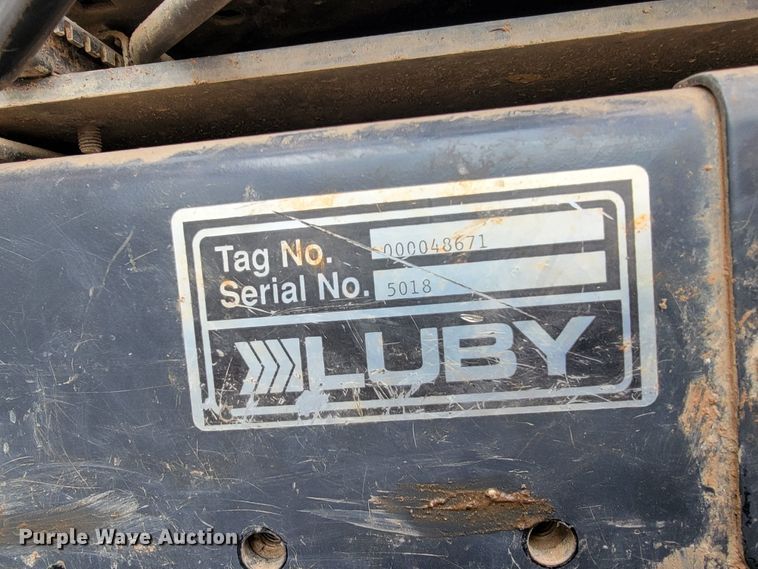 Tag No. 000048671
Serial No. 5018
LUBY
Purple Wave Auction